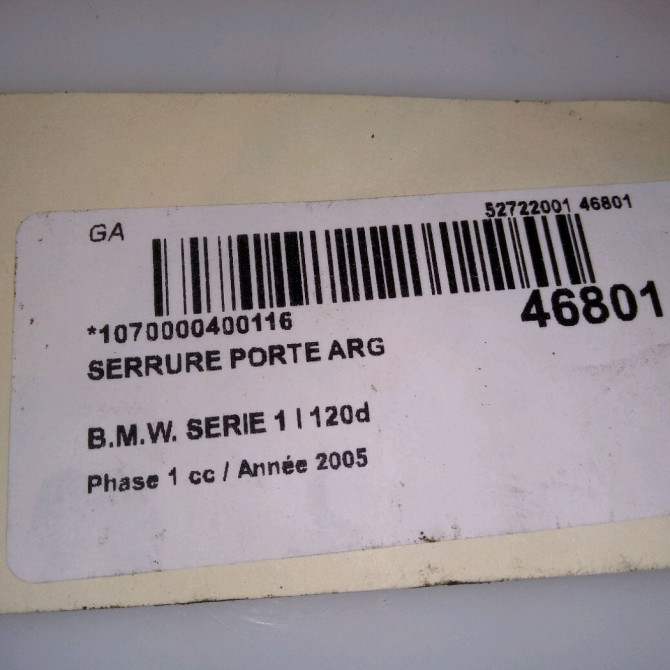 GA
52722001 46801
*1070000400116
46801
SERRURE PORTE ARG
B.M.W. SERIE 1 I 120d
Phase 1 cc / Année 2005